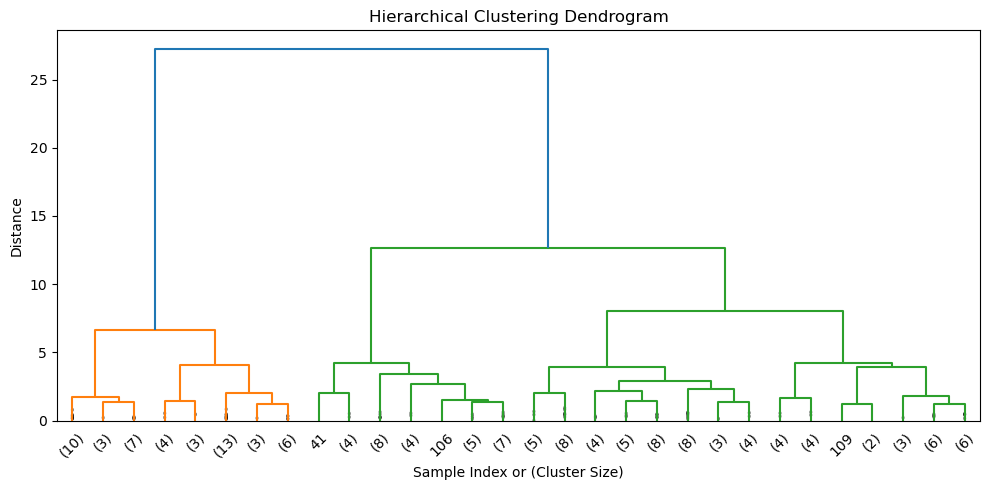 Hierarchical Clustering Dendrogram
25
20
15
10
5
0
Distance
(10) (3) (7) (4) (3) (13) (3) (6) 41 (4) (8) (4) 106 (5) (7) (5) (8) (4) (5) (8) (8) (3) (4) (4) (4) 109 (2) (3) (6) (6)
Sample Index or (Cluster Size)